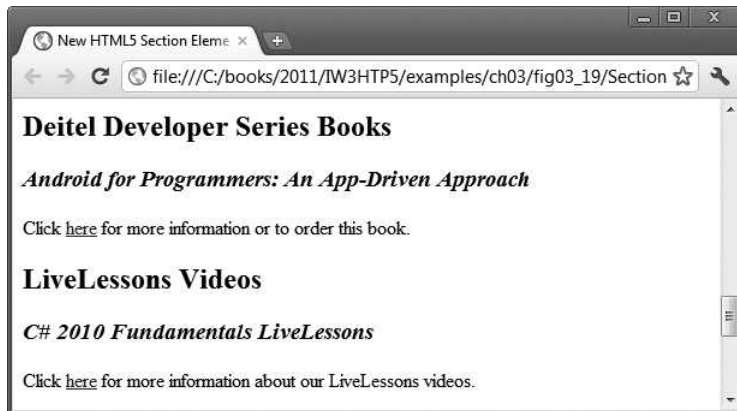 New HTML5 Section Eleme
file:///C:/books/2011/IW3HTP5/examples/ch03/fig03_19/Section
Deitel Developer Series Books
Android for Programmers: An App-Driven Approach
Click here for more information or to order this book.
LiveLessons Videos
C# 2010 Fundamentals LiveLessons
Click here for more information about our LiveLessons videos.